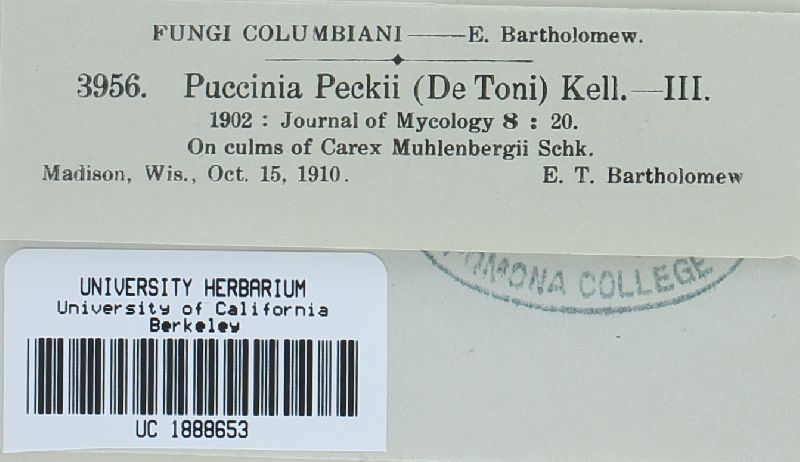 FUNGI COLUMBIANI——E. Bartholomew.
3956. Puccinia Peckii (De Toni) Kell.—III.
1902 : Journal of Mycology 8 : 20.
On culms of Carex Muhlenbergii Schk.
Madison, Wis., Oct. 15, 1910. E. T. Bartholomew
POMONA COLLEGE
UNIVERSITY HERBARIUM
University of California
Berkeley
UC 1888653